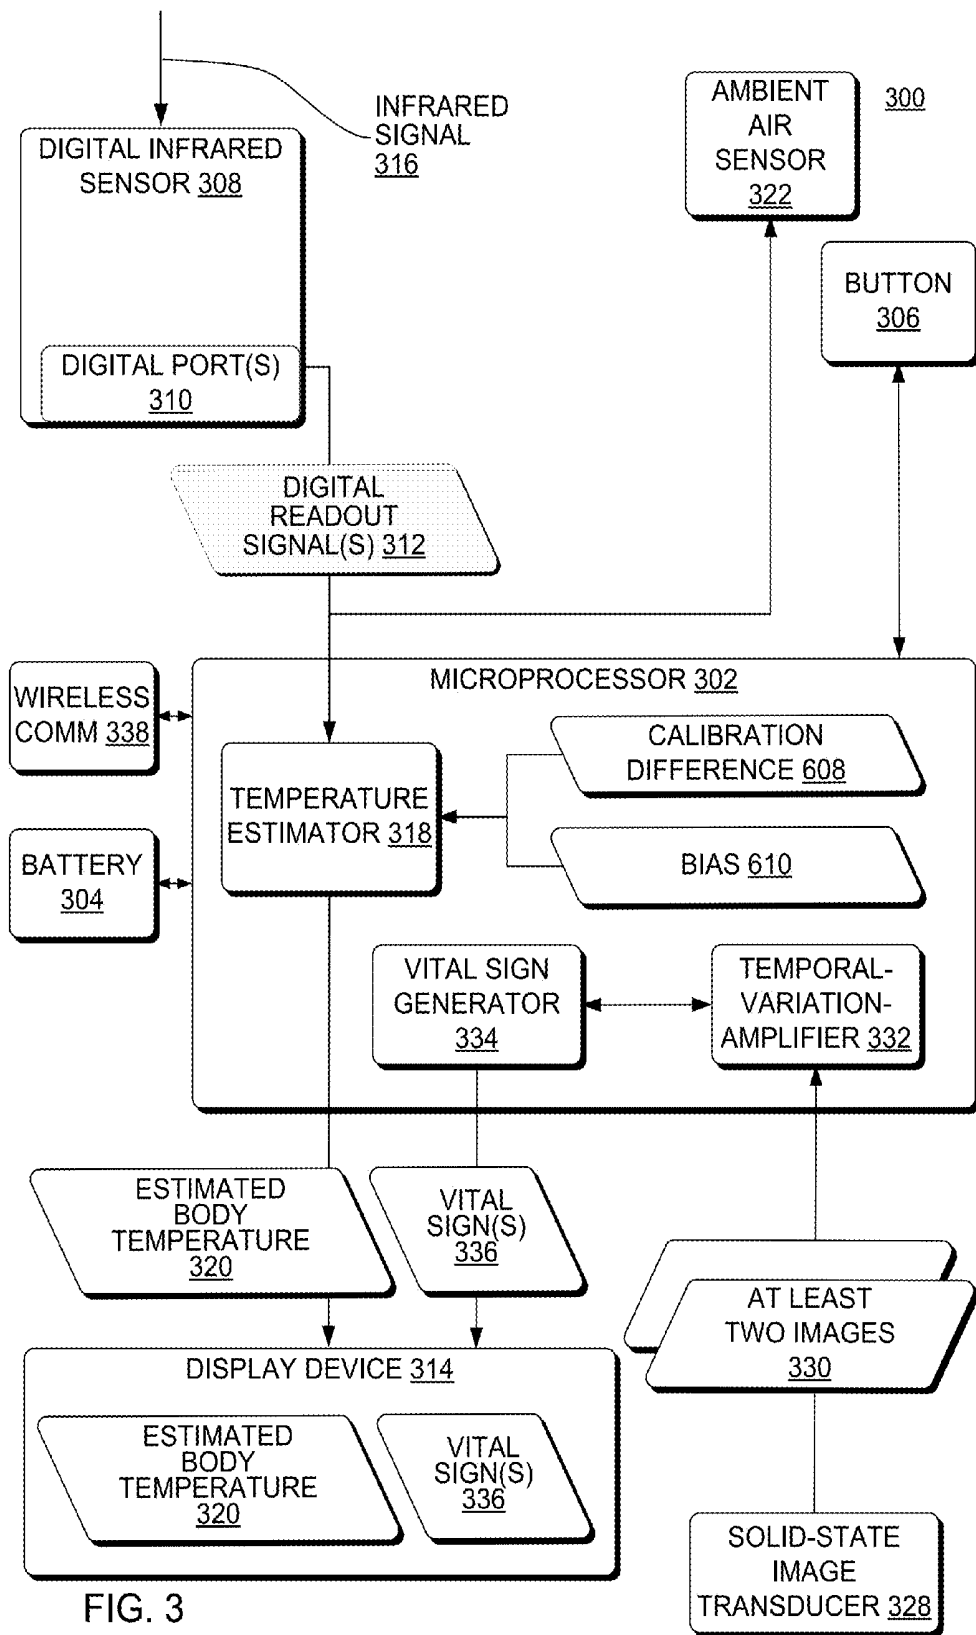 INFRARED
SIGNAL
316
AMBIENT
AIR
SENSOR
322
300
DIGITAL INFRARED
SENSOR 308
BUTTON
306
DIGITAL PORT(S)
310
DIGITAL
READOUT
SIGNAL(S) 312
MICROPROCESSOR 302
WIRELESS
COMM 338
CALIBRATION
DIFFERENCE 608
TEMPERATURE
ESTIMATOR 318
BATTERY
304
BIAS 610
VITAL SIGN
GENERATOR
334
TEMPORAL-
VARIATION-
AMPLIFIER 332
ESTIMATED
BODY
TEMPERATURE
320
VITAL
SIGN(S)
336
AT LEAST
TWO IMAGES
330
DISPLAY DEVICE 314
ESTIMATED
BODY
TEMPERATURE
320
VITAL
SIGN(S)
336
SOLID-STATE
IMAGE
TRANSDUCER 328
FIG. 3